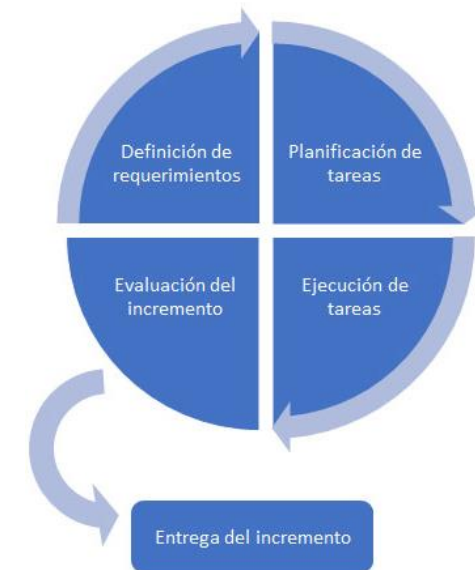 Definición de
requerimientos
Planificación de
tareas
Evaluación del
incremento
Ejecución de
tareas
Entrega del incremento